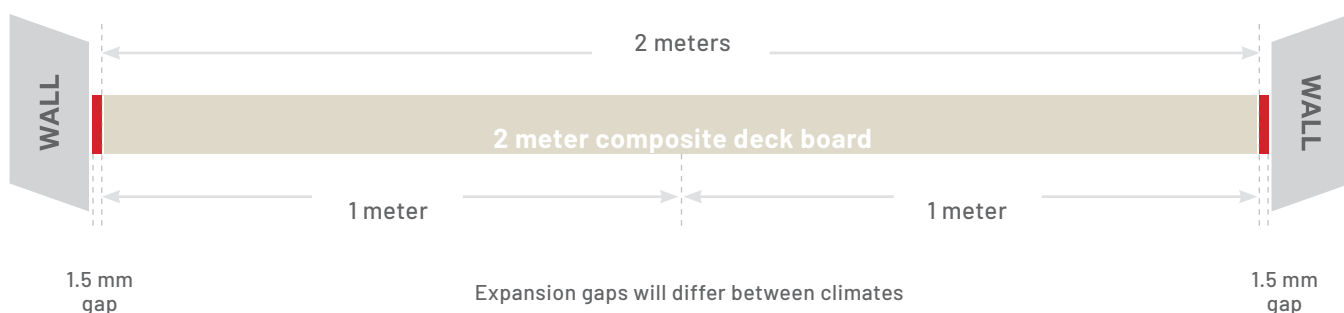 2 meters
WALL
WALL
2 meter composite deck board
1 meter
1 meter
1.5 mm
gap
Expansion gaps will differ between climates
1.5 mm
gap